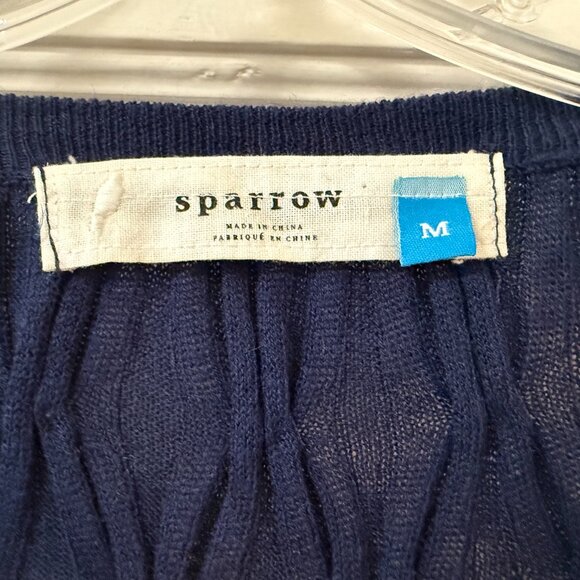 sparrow
MADE IN CHINA
FABRIQUÉ EN CHINE
M